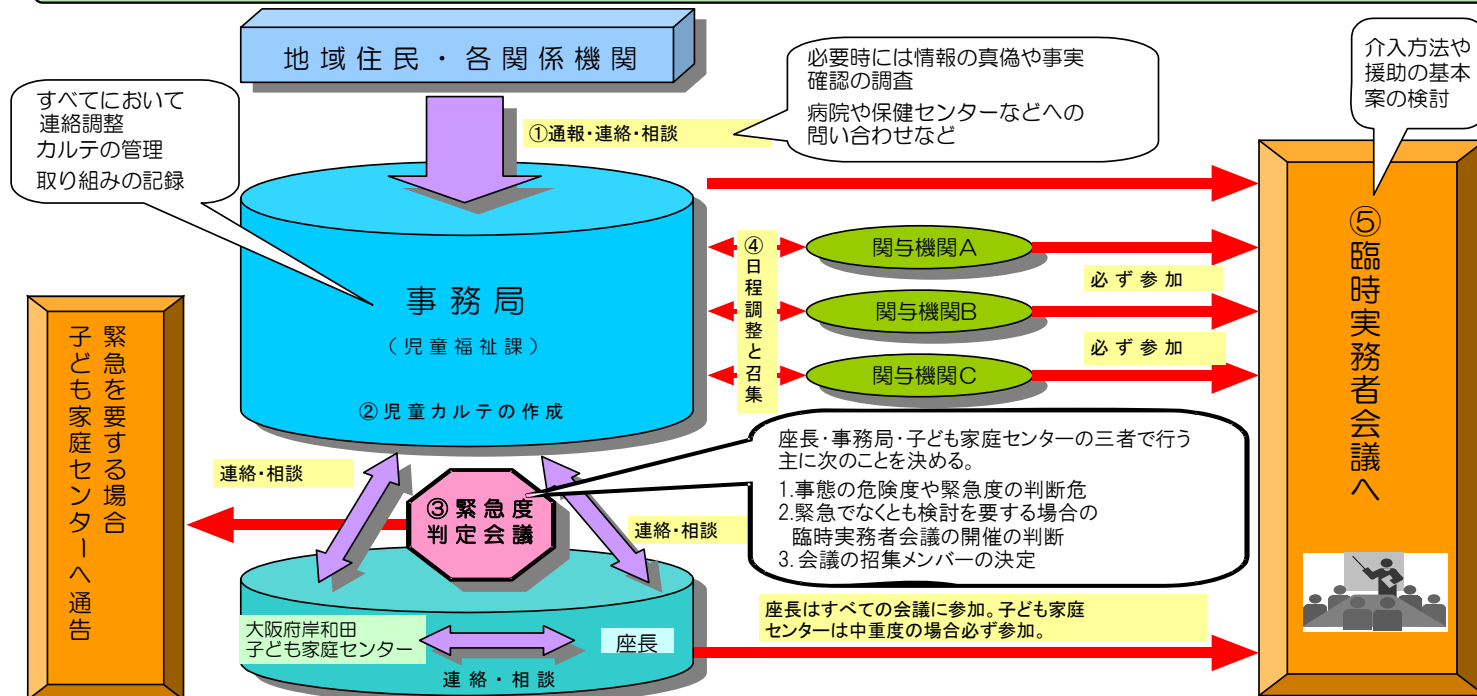 地域住民・各関係機関
すべてにおいて
連絡調整
カルテの管理
取り組みの記録
①通報・連絡・相談
必要時には情報の真偽や事実
確認の調査
病院や保健センターなどへの
問い合わせなど
介入方法や
援助の基本
案の検討
事務局
(児童福祉課)
②児童カルテの作成
④日程調整と召集
関与機関A
関与機関B
関与機関C
必ず参加
必ず参加
⑤臨時実務者会議へ
緊急を要する場合
子ども家庭センターへ通告
連絡・相談
③緊急度
判定会議
連絡・相談
座長・事務局・子ども家庭センターの三者で行う
主に次のことを決める。
1.事態の危険度や緊急度の判断危
2.緊急でなくとも検討を要する場合の
臨時実務者会議の開催の判断
3.会議の招集メンバーの決定
大阪府岸和田
子ども家庭センター
座長
連絡・相談
座長はすべての会議に参加。子ども家庭
センターは中重度の場合必ず参加。